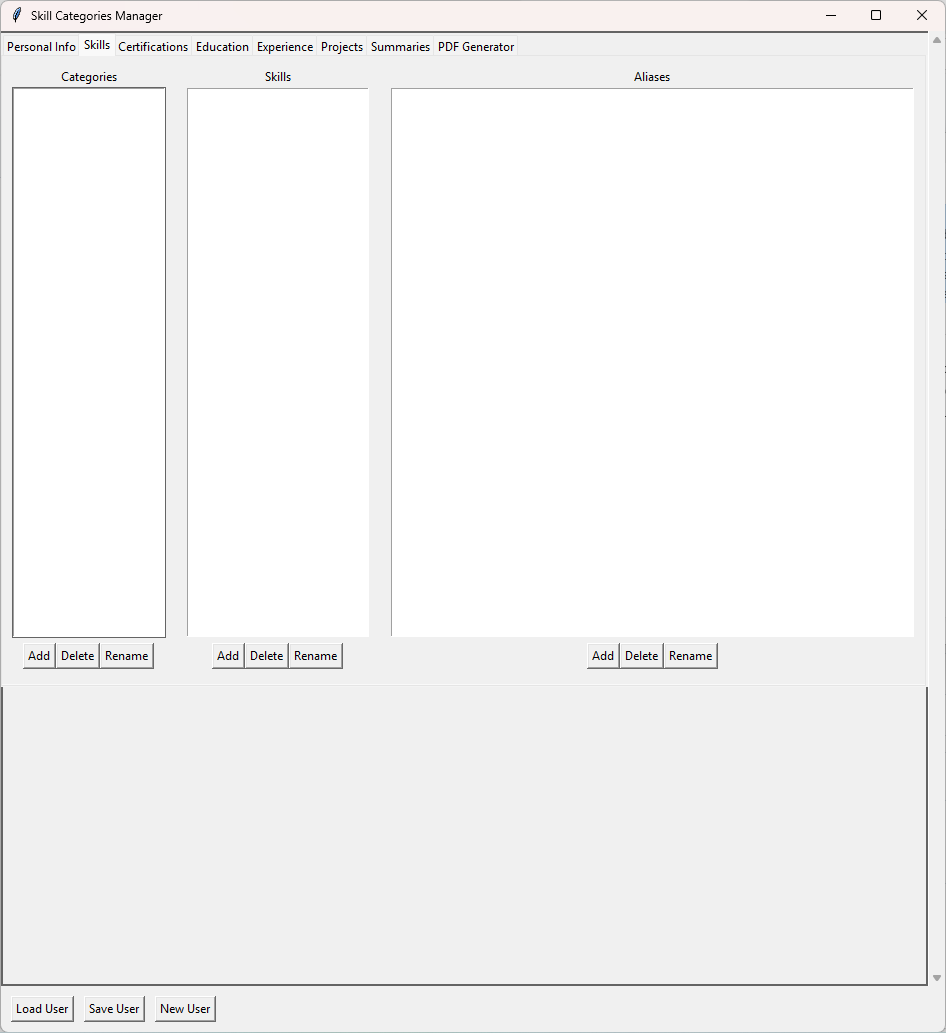 Skill Categories Manager
Personal Info Skills Certifications Education Experience Projects Summaries PDF Generator
Categories Skills Aliases
Add Delete Rename Add Delete Rename Add Delete Rename
Load User Save User New User